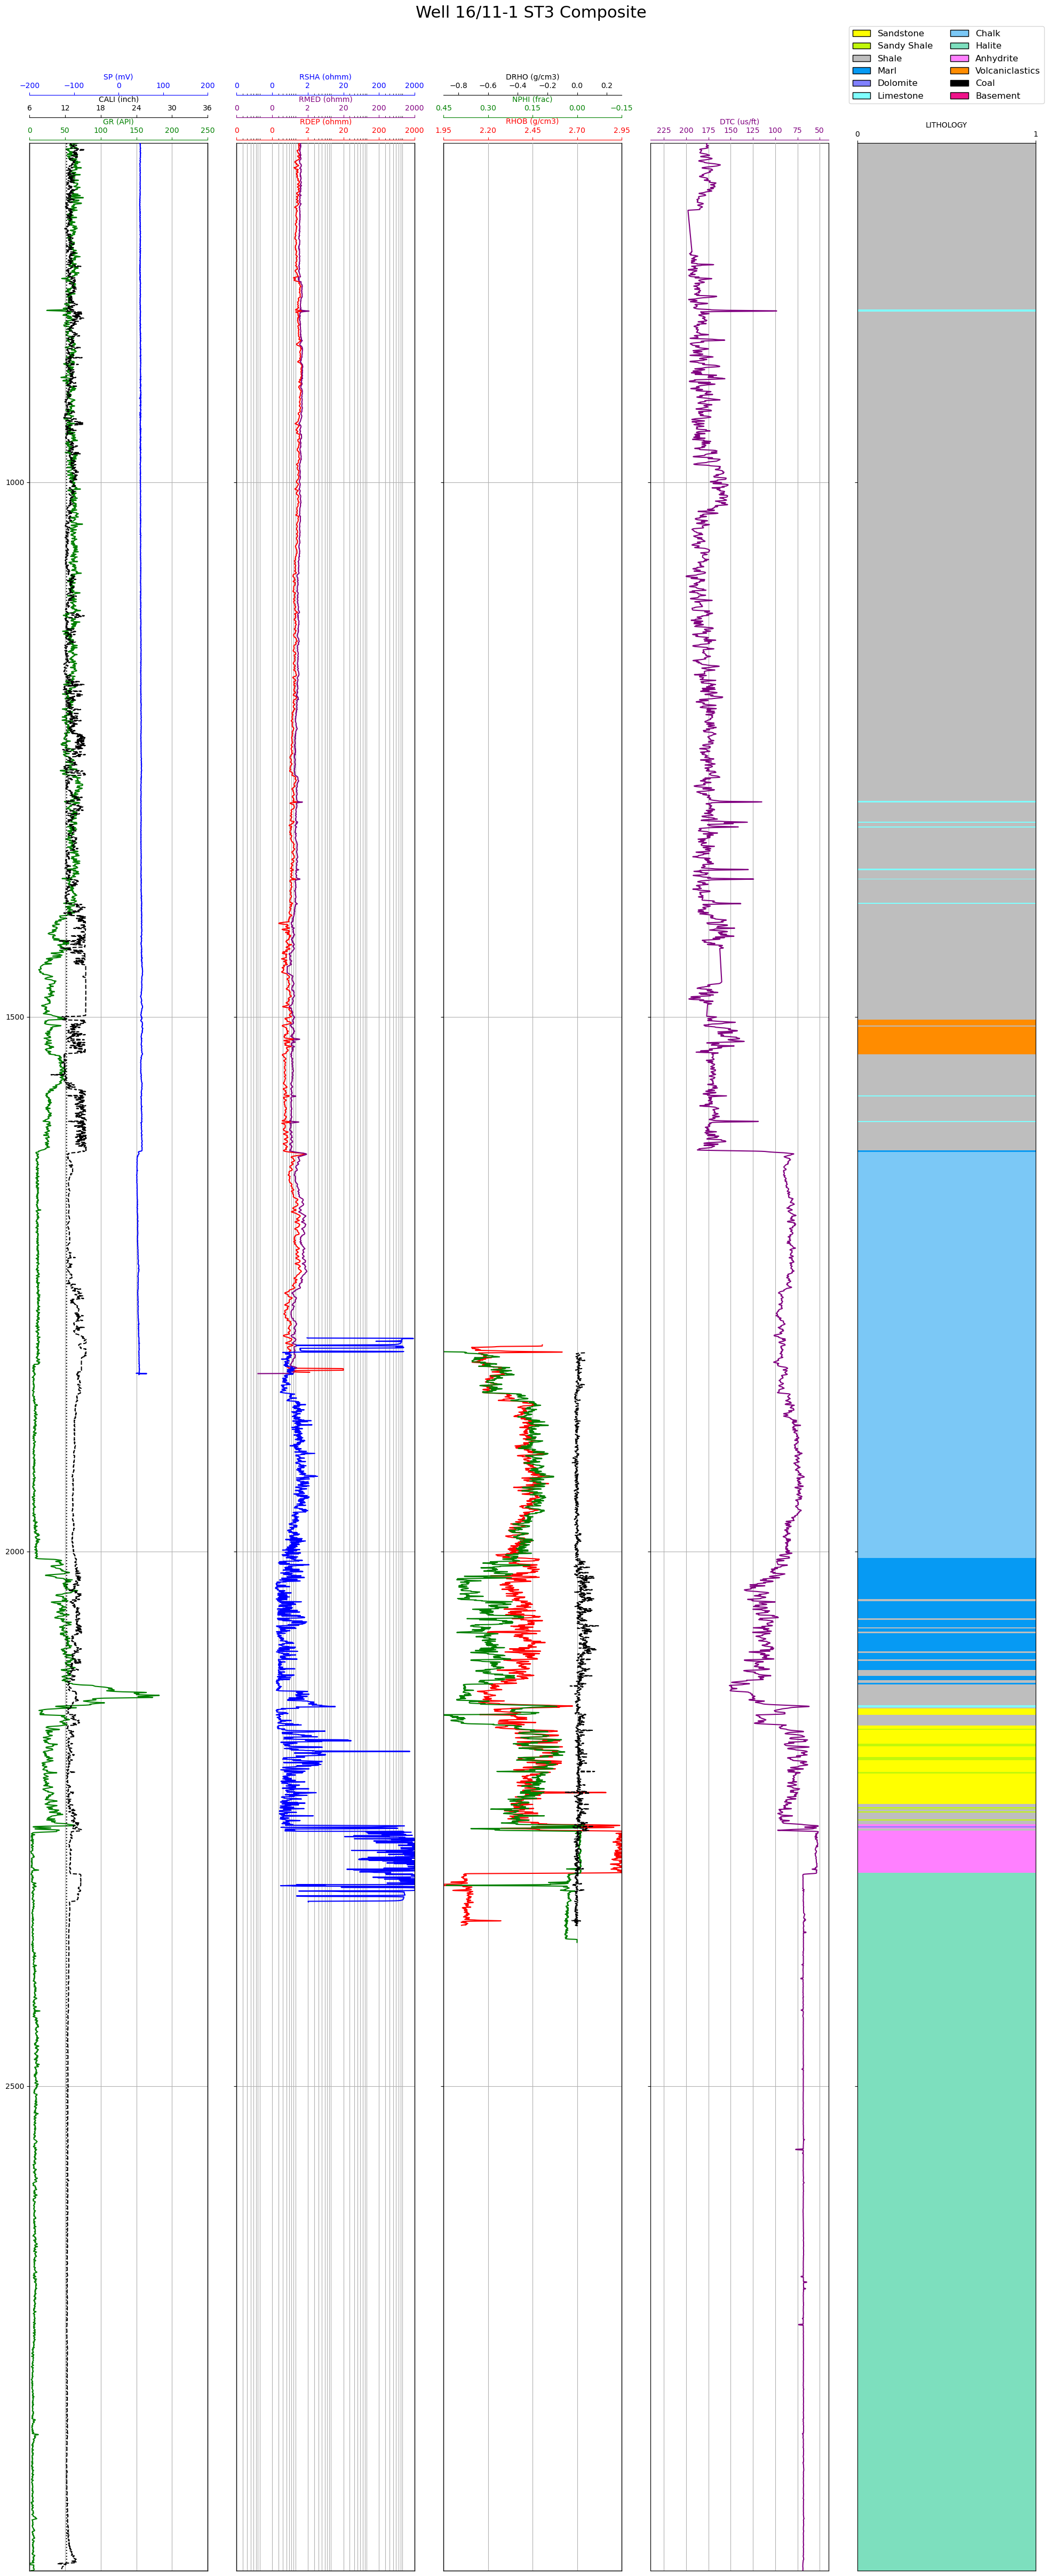 Well 16/11-1 ST3 Composite
Sandstone Chalk
Sandy Shale Halite
Shale Anhydrite
Marl Volcaniclastics
Dolomite Coal
Limestone Basement
SP (mV) RSHA (ohmm) DRHO (g/cm3)
−200 −100 0 100 200 0 0 2 20 200 2000 −0.8 −0.6 −0.4 −0.2 0.0 0.2
CALI (inch) RMED (ohmm) NPHI (frac)
6 12 18 24 30 36 0 0 2 20 200 2000 0.45 0.30 0.15 0.00 −0.15
GR (API) RDEP (ohmm) RHOB (g/cm3) DTC (us/ft) LITHOLOGY
0 50 100 150 200 250 0 0 2 20 200 2000 1.95 2.20 2.45 2.70 2.95 225 200 175 150 125 100 75 50 0 1
1000
1500
2000
2500